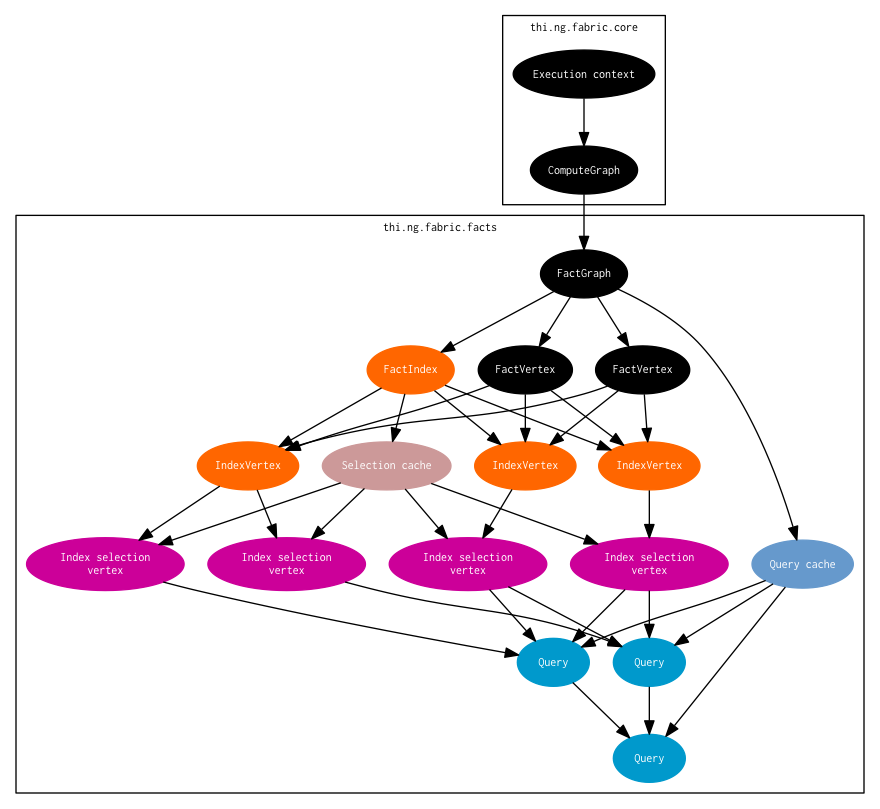 thi.ng.fabric.core
Execution context
ComputeGraph
thi.ng.fabric.facts
FactGraph
FactIndex
FactVertex
FactVertex
IndexVertex
Selection cache
IndexVertex
IndexVertex
Index selection
vertex
Index selection
vertex
Index selection
vertex
Index selection
vertex
Query cache
Query
Query
Query